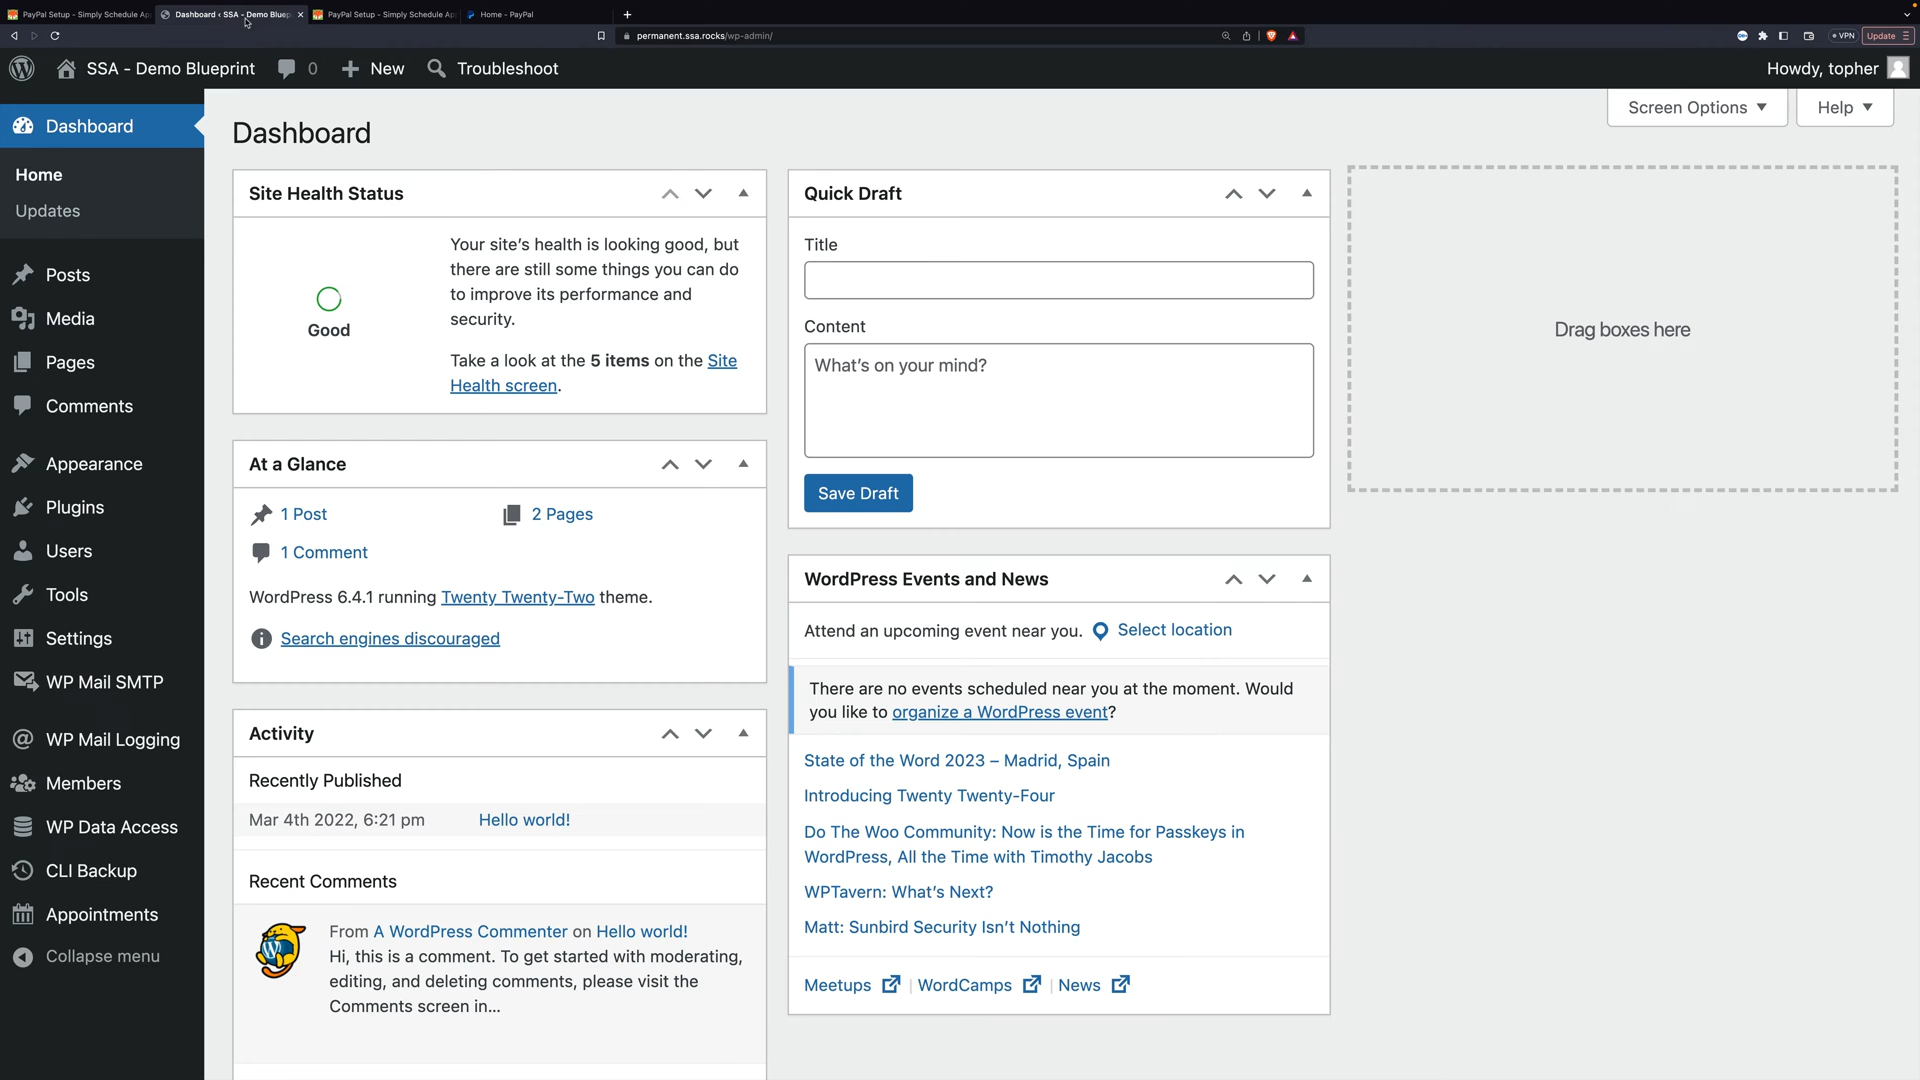 PayPal Setup - Simply Schedule Ap
Dashboard ‹ SSA - Demo Bluep
PayPal Setup - Simply Schedule Ap
Home - PayPal
permanent.ssa.rocks/wp-admin/
VPN
Update
SSA - Demo Blueprint
0
New
Troubleshoot
Howdy, topher
Dashboard
Home
Updates
Posts
Media
Pages
Comments
Appearance
Plugins
Users
Tools
Settings
WP Mail SMTP
WP Mail Logging
Members
WP Data Access
CLI Backup
Appointments
Collapse menu
Screen Options
Help
Dashboard
Site Health Status
Good
Your site's health is looking good, but
there are still some things you can do
to improve its performance and
security.
Take a look at the 5 items on the Site
Health screen.
At a Glance
1 Post
2 Pages
1 Comment
WordPress 6.4.1 running Twenty Twenty-Two theme.
Search engines discouraged
Activity
Recently Published
Mar 4th 2022, 6:21 pm
Hello world!
Recent Comments
From A WordPress Commenter on Hello world!
Hi, this is a comment. To get started with moderating,
editing, and deleting comments, please visit the
Comments screen in…
Quick Draft
Title
Content
What's on your mind?
Save Draft
WordPress Events and News
Attend an upcoming event near you.
Select location
There are no events scheduled near you at the moment. Would
you like to organize a WordPress event?
State of the Word 2023 – Madrid, Spain
Introducing Twenty Twenty-Four
Do The Woo Community: Now is the Time for Passkeys in
WordPress, All the Time with Timothy Jacobs
WPTavern: What's Next?
Matt: Sunbird Security Isn't Nothing
Meetups | WordCamps | News
Drag boxes here